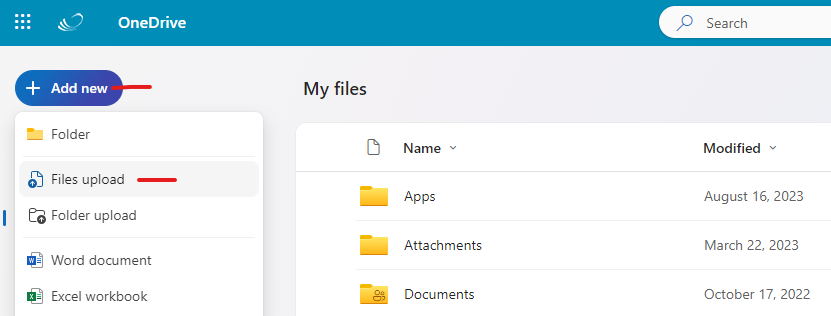 OneDrive
Search
Add new
My files
Folder
Name
Modified
Files upload
Apps
August 16, 2023
Folder upload
Attachments
March 22, 2023
Word document
Excel workbook
Documents
October 17, 2022